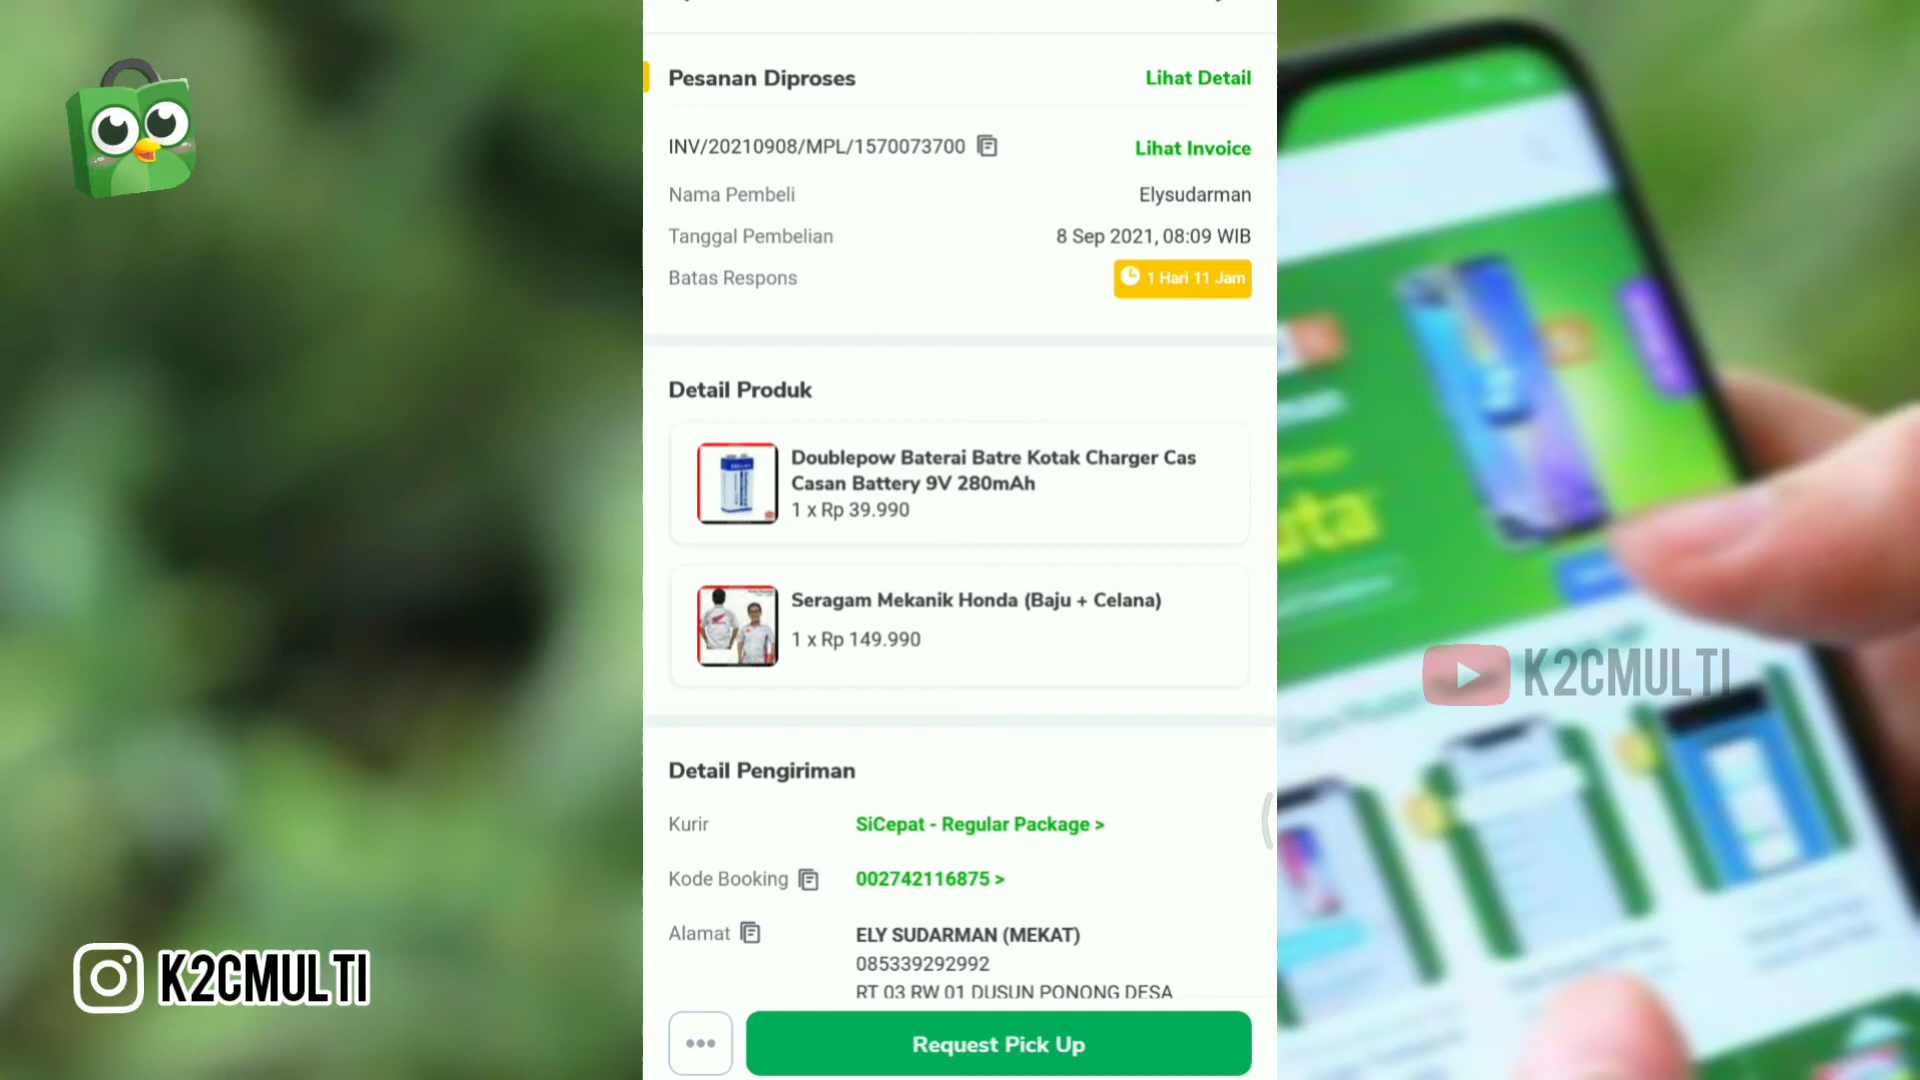 Pesanan Diproses
Lihat Detail
INV/20210908/MPL/1570073700
Lihat Invoice
Nama Pembeli
Elysudarman
Tanggal Pembelian
8 Sep 2021, 08:09 WIB
Batas Respons
1 Hari 11 Jam
Detail Produk
Doublepow Baterai Batre Kotak Charger Cas
Casan Battery 9V 280mAh
1 x Rp 39.990
Seragam Mekanik Honda (Baju + Celana)
1 x Rp 149.990
Detail Pengiriman
Kurir
SiCepat - Regular Package >
Kode Booking
002742116875 >
Alamat
ELY SUDARMAN (MEKAT)
085339292992
RT 03 RW 01 DUSUN PONONG DESA
Request Pick Up
K2CMULTI
K2CMULTI